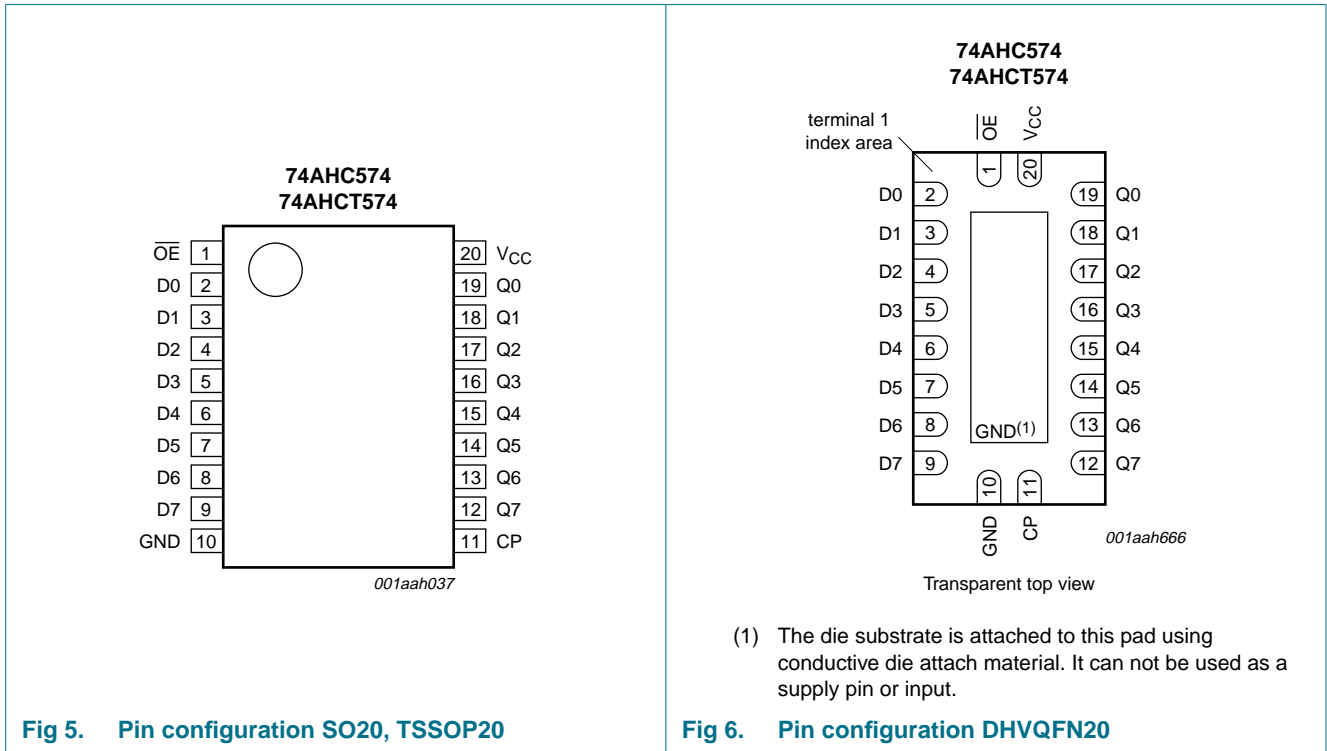 74AHC574
74AHCT574
OE 1
20 VCC
D0 2
19 Q0
D1 3
18 Q1
D2 4
17 Q2
D3 5
16 Q3
D4 6
15 Q4
D5 7
14 Q5
D6 8
13 Q6
D7 9
12 Q7
GND 10
11 CP
001aah037
Fig 5. Pin configuration SO20, TSSOP20
74AHC574
74AHCT574
terminal 1
index area
OE
VCC
1
20
D0 2
19 Q0
D1 3
18 Q1
D2 4
17 Q2
D3 5
16 Q3
D4 6
15 Q4
D5 7
14 Q5
D6 8
13 Q6
GND(1)
D7 9
12 Q7
10
11
GND
CP
001aah666
Transparent top view
(1) The die substrate is attached to this pad using
conductive die attach material. It can not be used as a
supply pin or input.
Fig 6. Pin configuration DHVQFN20